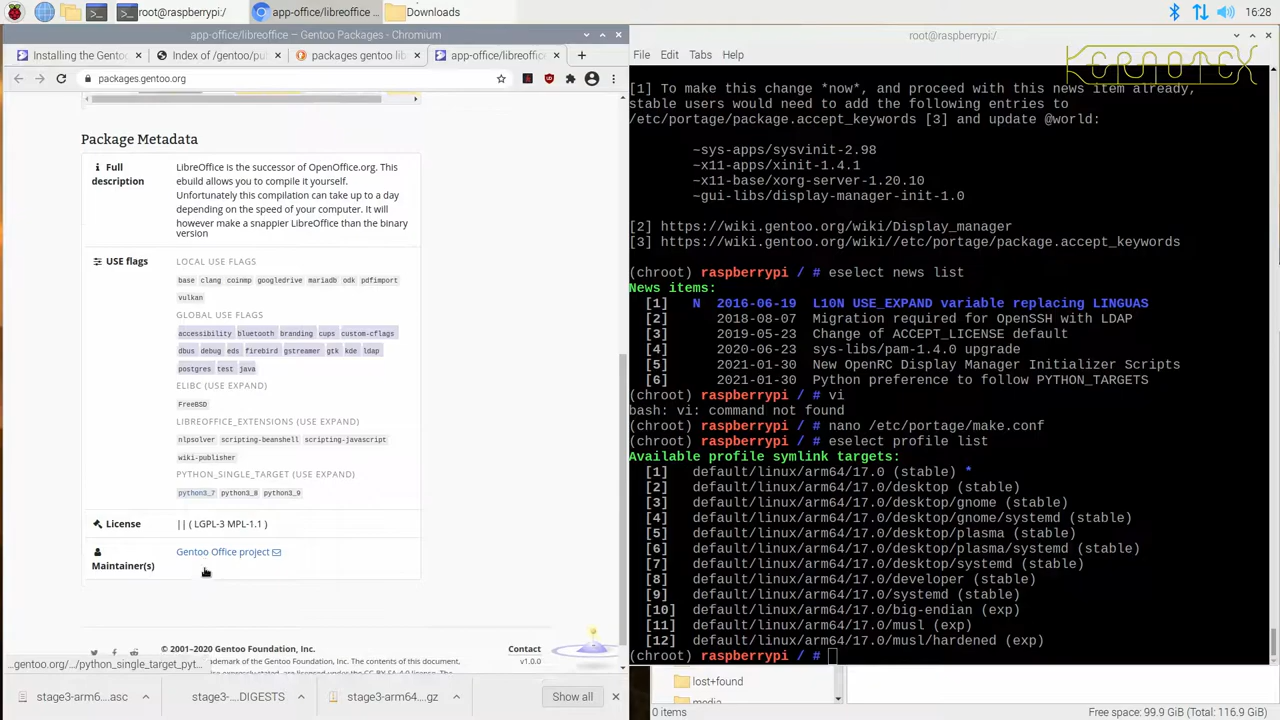 root@raspberrypi: /
app-office/libreoffice ...
Downloads
16:28
app-office/libreoffice – Gentoo Packages - Chromium
root@raspberrypi:/
Installing the Gentoo
Index of /gentoo/pul
packages gentoo libr
app-office/libreoffic
File Edit Tabs Help
KERNOTEX
packages.gentoo.org
Package Metadata
Full description
LibreOffice is the successor of OpenOffice.org. This
ebuild allows you to compile it yourself.
Unfortunately this compilation can take up to a day
depending on the speed of your computer. It will
however make a snappier LibreOffice than the binary
version
USE flags
LOCAL USE FLAGS
base clang coinmp googledrive mariadb odk pdfimport
vulkan
GLOBAL USE FLAGS
accessibility bluetooth branding cups custom-cflags
dbus debug eds firebird gstreamer gtk kde ldap
postgres test java
ELIBC (USE EXPAND)
FreeBSD
LIBREOFFICE_EXTENSIONS (USE EXPAND)
nlpsolver scripting-beanshell scripting-javascript
wiki-publisher
PYTHON_SINGLE_TARGET (USE EXPAND)
python3_7 python3_8 python3_9
License
|| ( LGPL-3 MPL-1.1 )
Maintainer(s)
Gentoo Office project
© 2001–2020 Gentoo Foundation, Inc.
Contact
v1.0.0
...gentoo.org/.../python_single_target_pyt...
stage3-arm6....asc
stage3-....DIGESTS
stage3-arm64....gz
Show all
[1] To make this change *now*, and proceed with this news item already,
stable users would need to add the following entries to
/etc/portage/package.accept_keywords [3] and update @world:
~sys-apps/sysvinit-2.98
~x11-apps/xinit-1.4.1
~x11-base/xorg-server-1.20.10
~gui-libs/display-manager-init-1.0
[2] https://wiki.gentoo.org/wiki/Display_manager
[3] https://wiki.gentoo.org/wiki//etc/portage/package.accept_keywords
(chroot) raspberrypi / # eselect news list
News items:
[1] N 2016-06-19 L10N USE_EXPAND variable replacing LINGUAS
[2] 2018-08-07 Migration required for OpenSSH with LDAP
[3] 2019-05-23 Change of ACCEPT_LICENSE default
[4] 2020-06-23 sys-libs/pam-1.4.0 upgrade
[5] 2021-01-30 New OpenRC Display Manager Initializer Scripts
[6] 2021-01-30 Python preference to follow PYTHON_TARGETS
(chroot) raspberrypi / # vi
bash: vi: command not found
(chroot) raspberrypi / # nano /etc/portage/make.conf
(chroot) raspberrypi / # eselect profile list
Available profile symlink targets:
[1] default/linux/arm64/17.0 (stable) *
[2] default/linux/arm64/17.0/desktop (stable)
[3] default/linux/arm64/17.0/desktop/gnome (stable)
[4] default/linux/arm64/17.0/desktop/gnome/systemd (stable)
[5] default/linux/arm64/17.0/desktop/plasma (stable)
[6] default/linux/arm64/17.0/desktop/plasma/systemd (stable)
[7] default/linux/arm64/17.0/desktop/systemd (stable)
[8] default/linux/arm64/17.0/developer (stable)
[9] default/linux/arm64/17.0/systemd (stable)
[10] default/linux/arm64/17.0/big-endian (exp)
[11] default/linux/arm64/17.0/musl (exp)
[12] default/linux/arm64/17.0/musl/hardened (exp)
(chroot) raspberrypi / #
lost+found
media
0 items
Free space: 99.9 GiB (Total: 116.9 GiB)